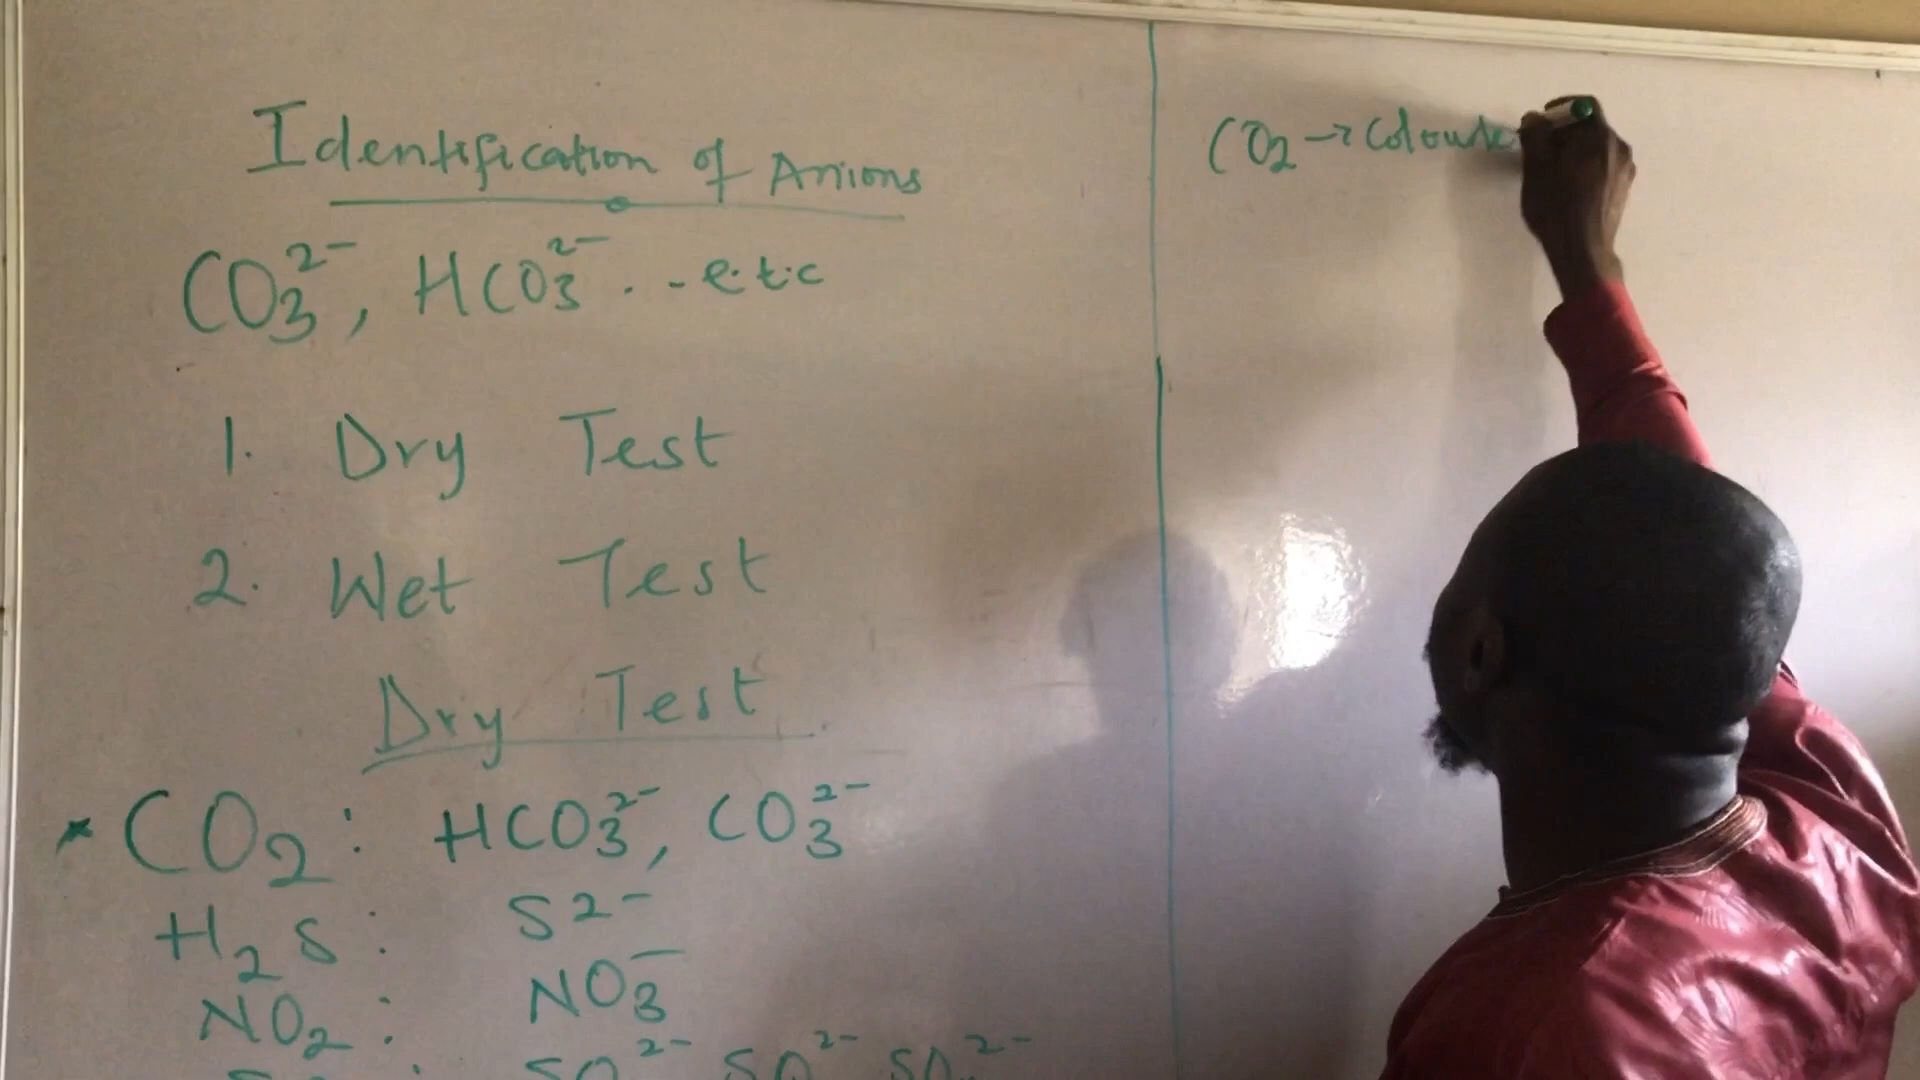 Identification of Anions
CO₃²⁻, HCO₃²⁻ . . - e.t.c
1. Dry Test
2. Wet Test
Dry Test
* CO₂ : HCO₃²⁻, CO₃²⁻
H₂S : S2-
NO₂ : NO₃⁻
CO₂ → Colourle